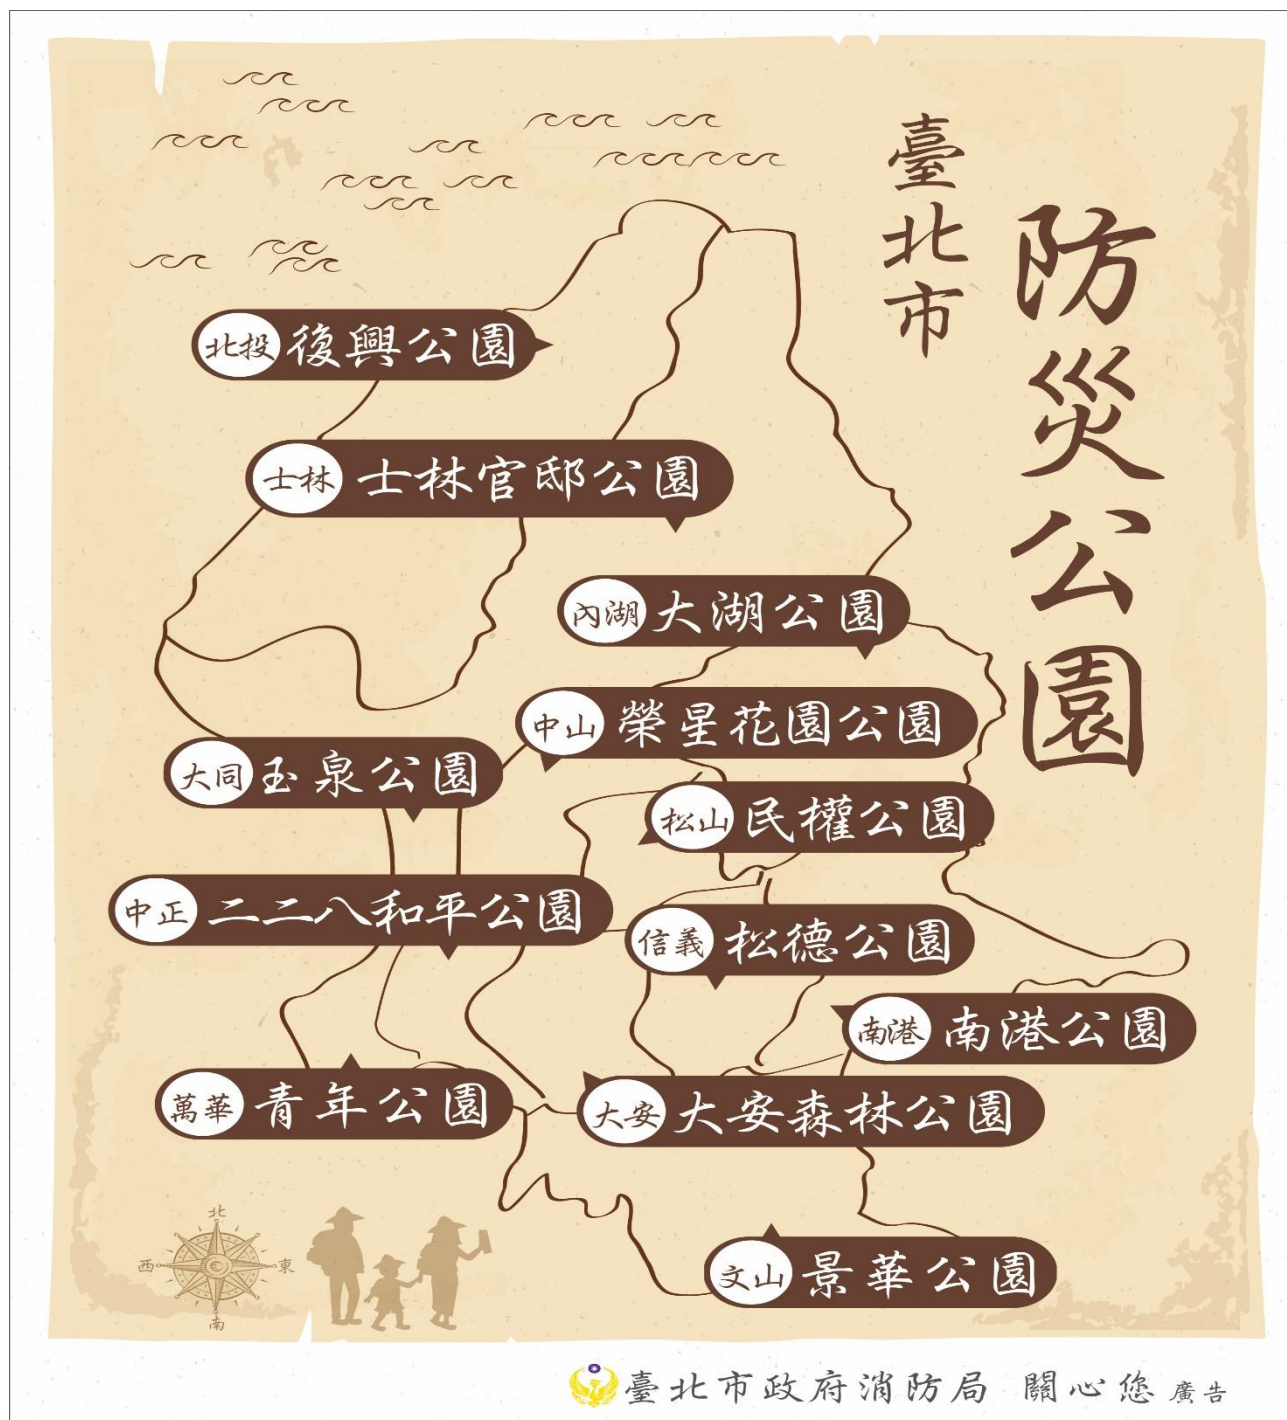 臺北市
防災公園
北投 復興公園
士林 士林官邸公園
內湖 大湖公園
中山 榮星花園公園
大同 玉泉公園
松山 民權公園
中正 二二八和平公園
信義 松德公園
南港 南港公園
萬華 青年公園
大安 大安森林公園
文山 景華公園
北
西 東
南
臺北市政府消防局 關心您 廣告